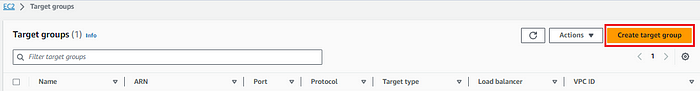 EC2 > Target groups
Target groups (1) Info
Actions
Create target group
Filter target groups
1
Name ARN Port Protocol Target type Load balancer VPC ID